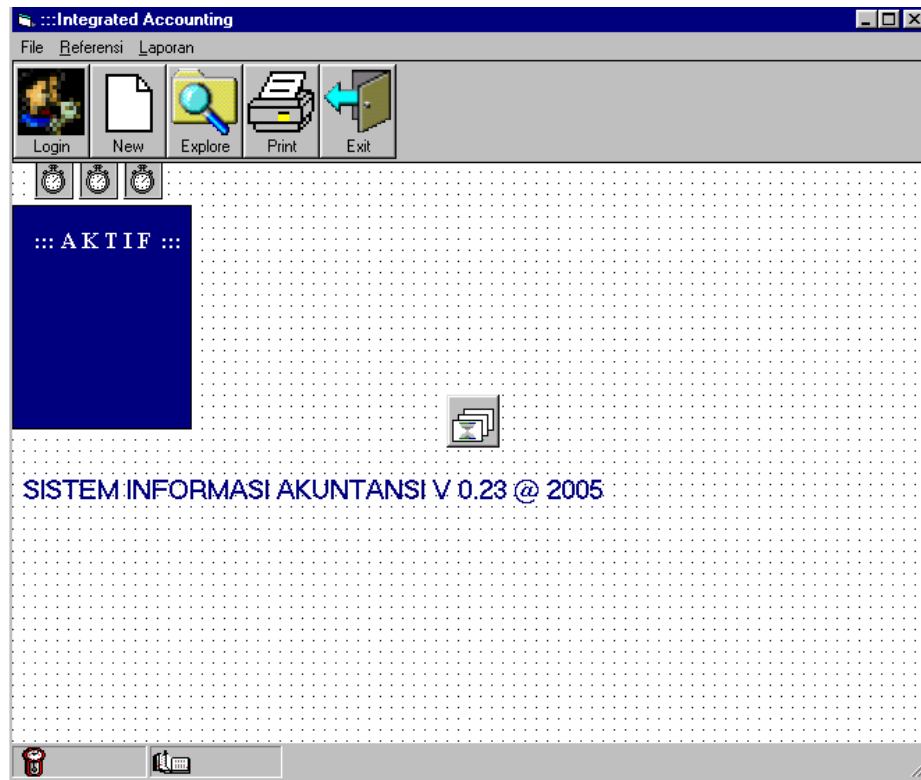 :::Integrated Accounting
File Referensi Laporan
Login New Explore Print Exit
::: A K T I F :::
SISTEM INFORMASI AKUNTANSI V 0.23 @ 2005